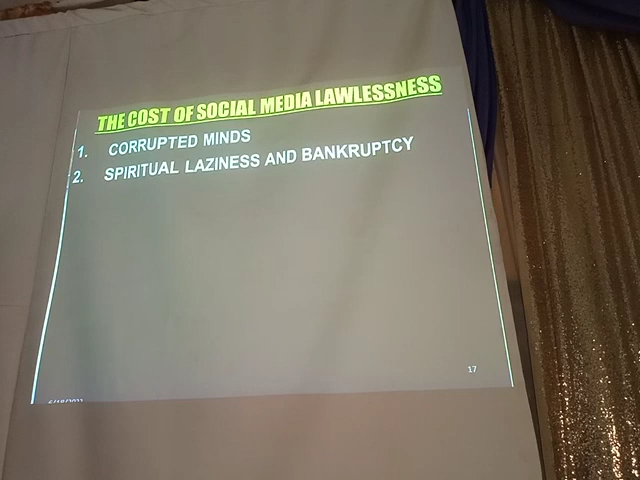 THE COST OF SOCIAL MEDIA LAWLESSNESS
1. CORRUPTED MINDS
2. SPIRITUAL LAZINESS AND BANKRUPTCY
17